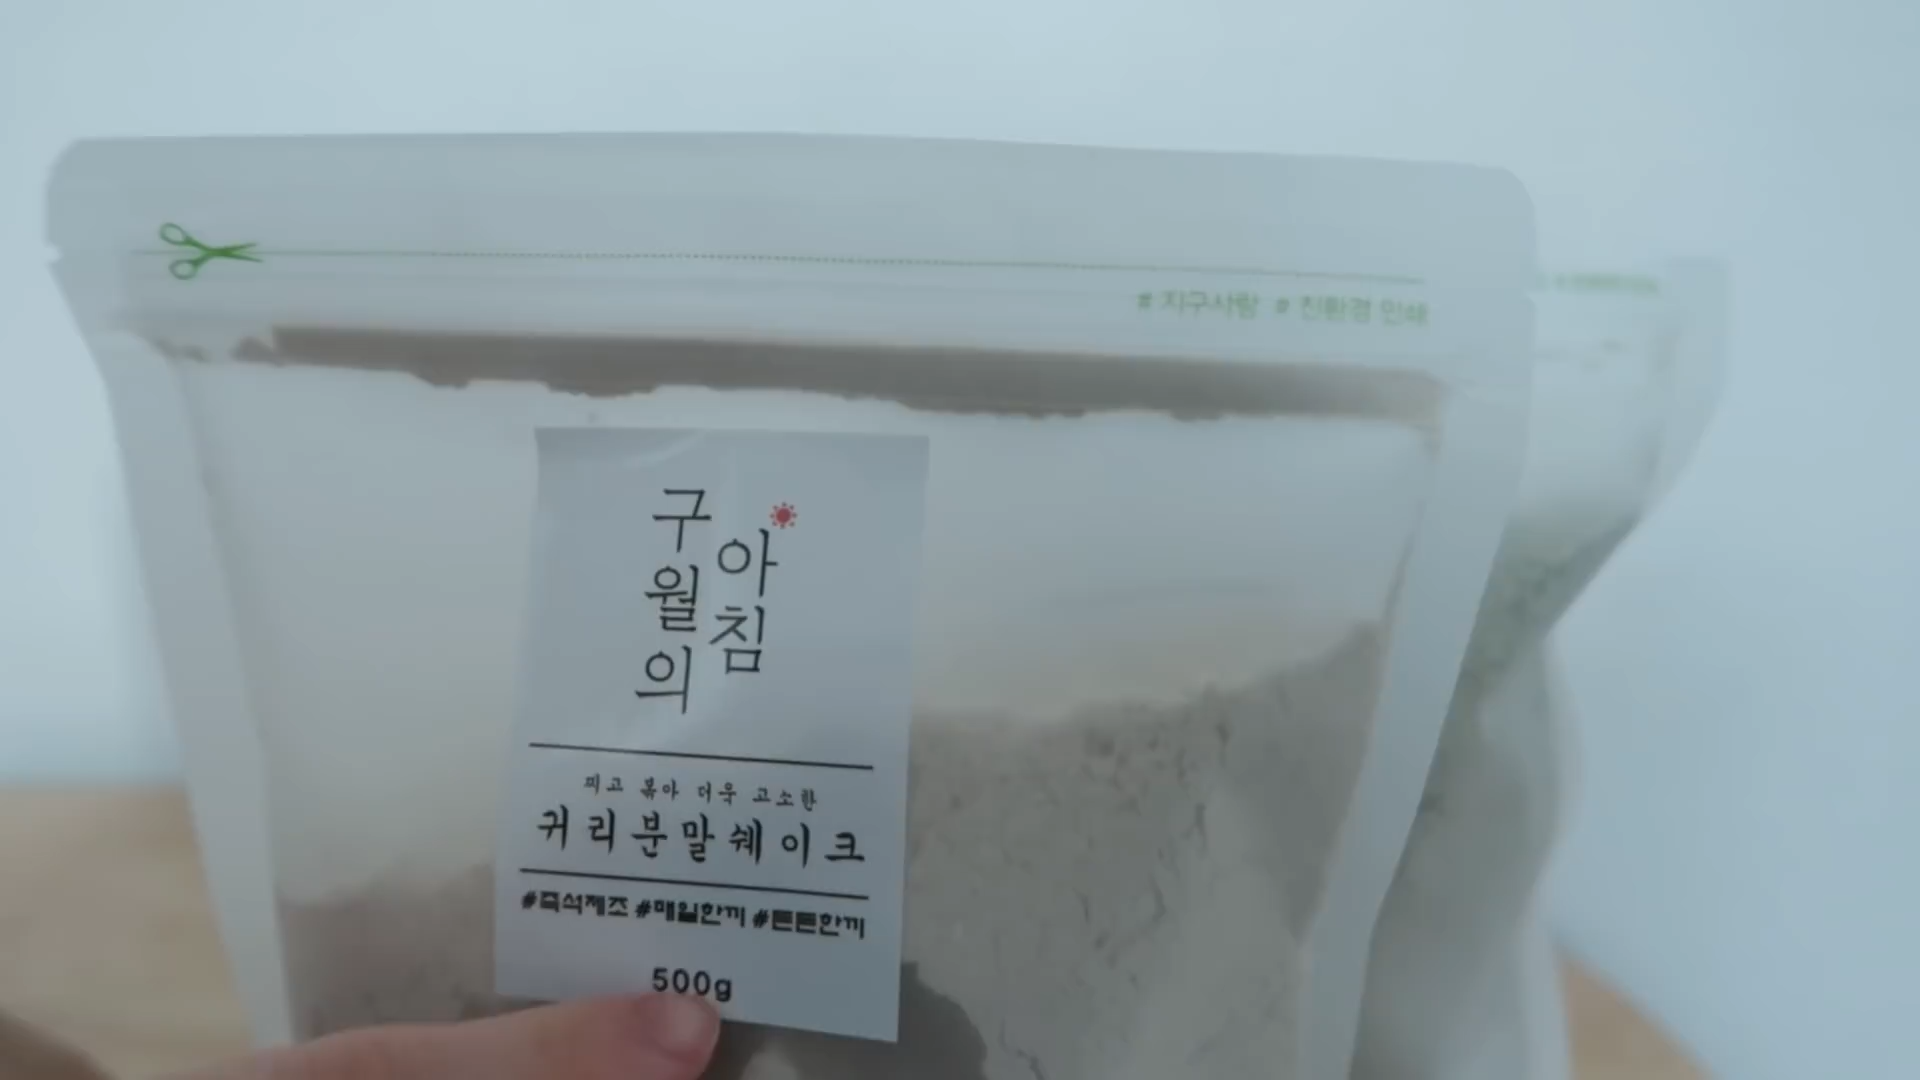 # 지구사랑 # 친환경 인쇄
구월의
아침
찌고 볶아 더욱 고소한
귀리분말쉐이크
#즉석제조 #매일한끼 #든든한끼
500g